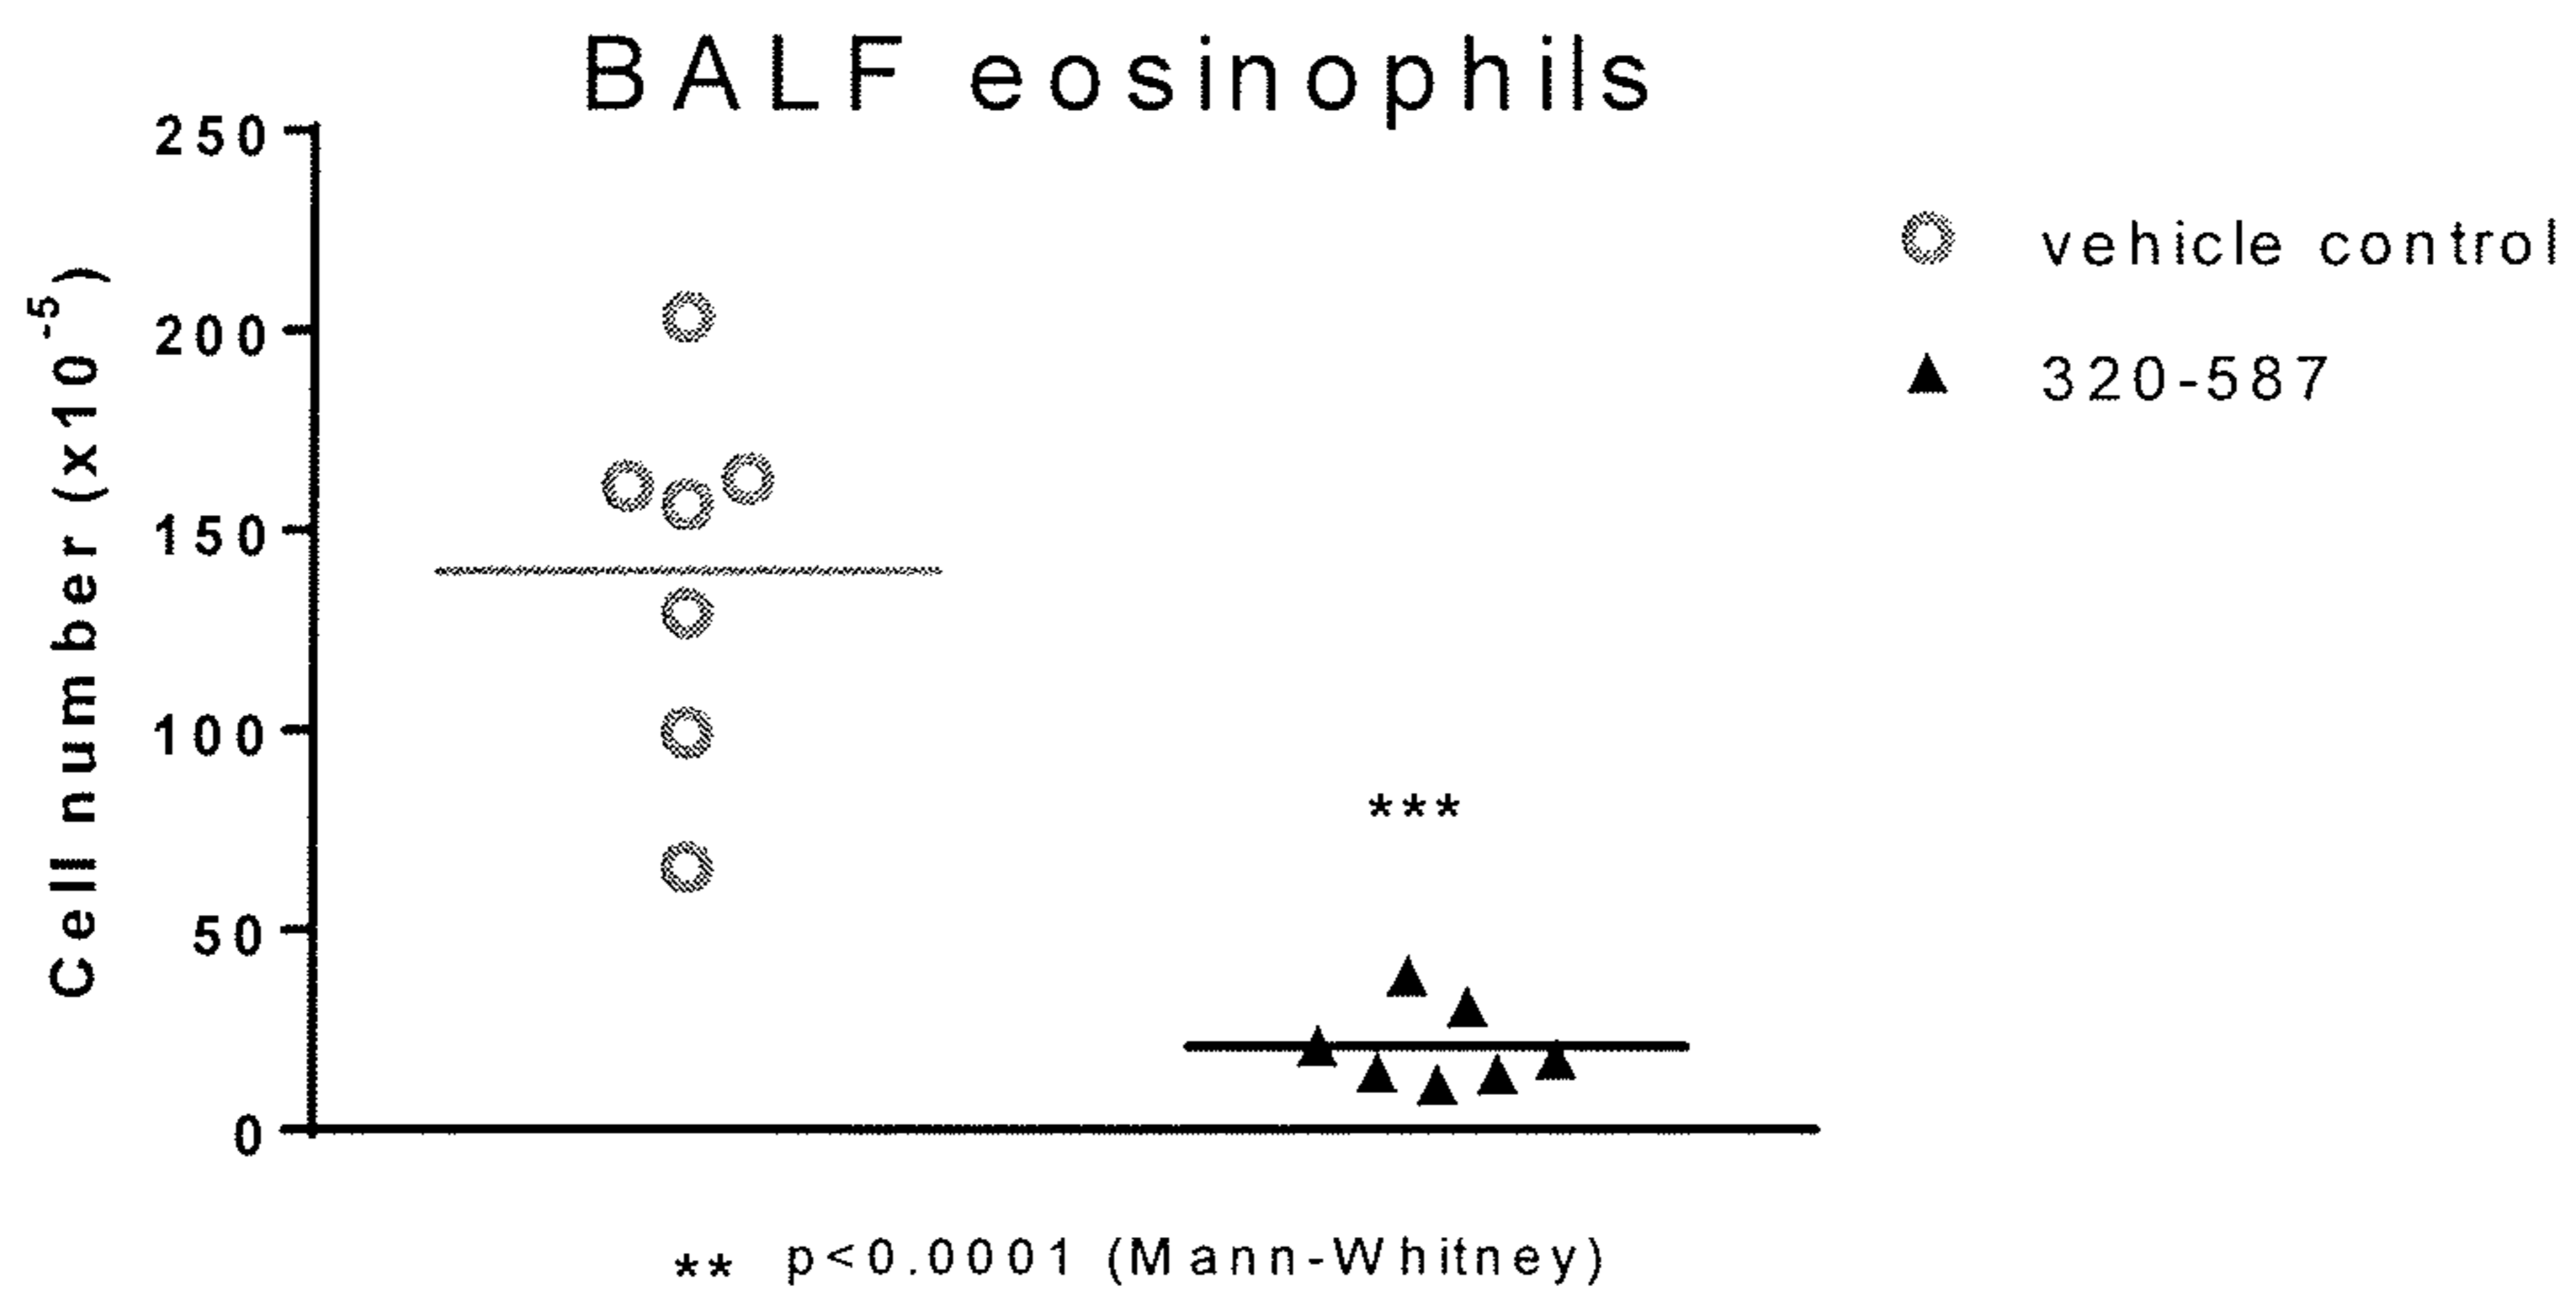 BALF eosinophils
Cell number (x10-5)
250
200
150
100
50
0
vehicle control
320-587
***
** p<0.0001 (Mann-Whitney)